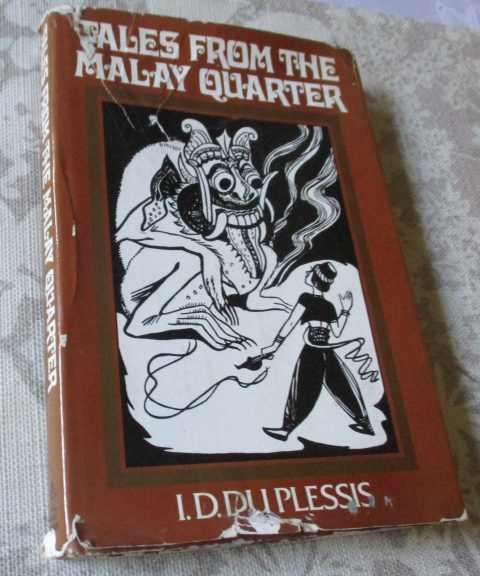 TALES FROM THE
MALAY QUARTER
I.D. DU PLESSIS
TALES FROM THE MALAY QUARTER